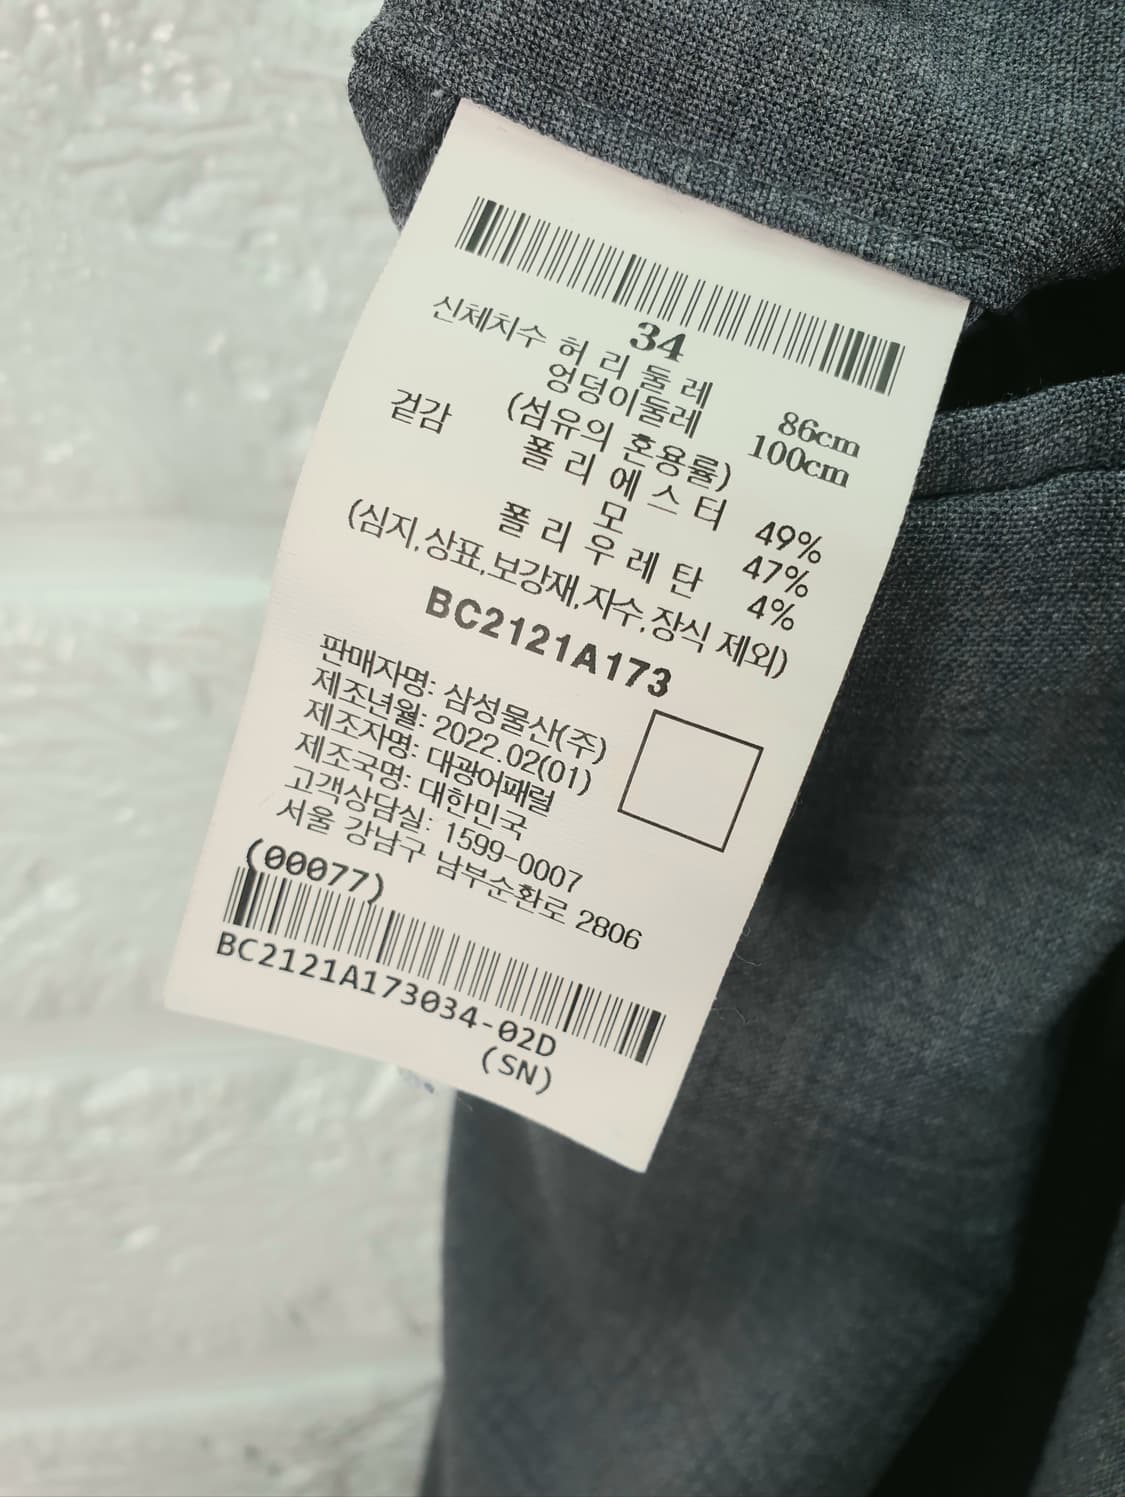 34
신체치수 허리둘레 86cm
엉덩이둘레 100cm
(섬유의 혼용률)
겉감 폴리에스터 49%
모 47%
폴리우레탄 4%
(심지,상표,보강재,자수,장식 제외)
BC2121A173
판매자명: 삼성물산(주)
제조년월: 2022.02(01)
제조자명: 대광어패럴
제조국명: 대한민국
고객상담실: 1599-0007
서울 강남구 남부순환로 2806
(00077)
BC2121A173034-02D
(SN)